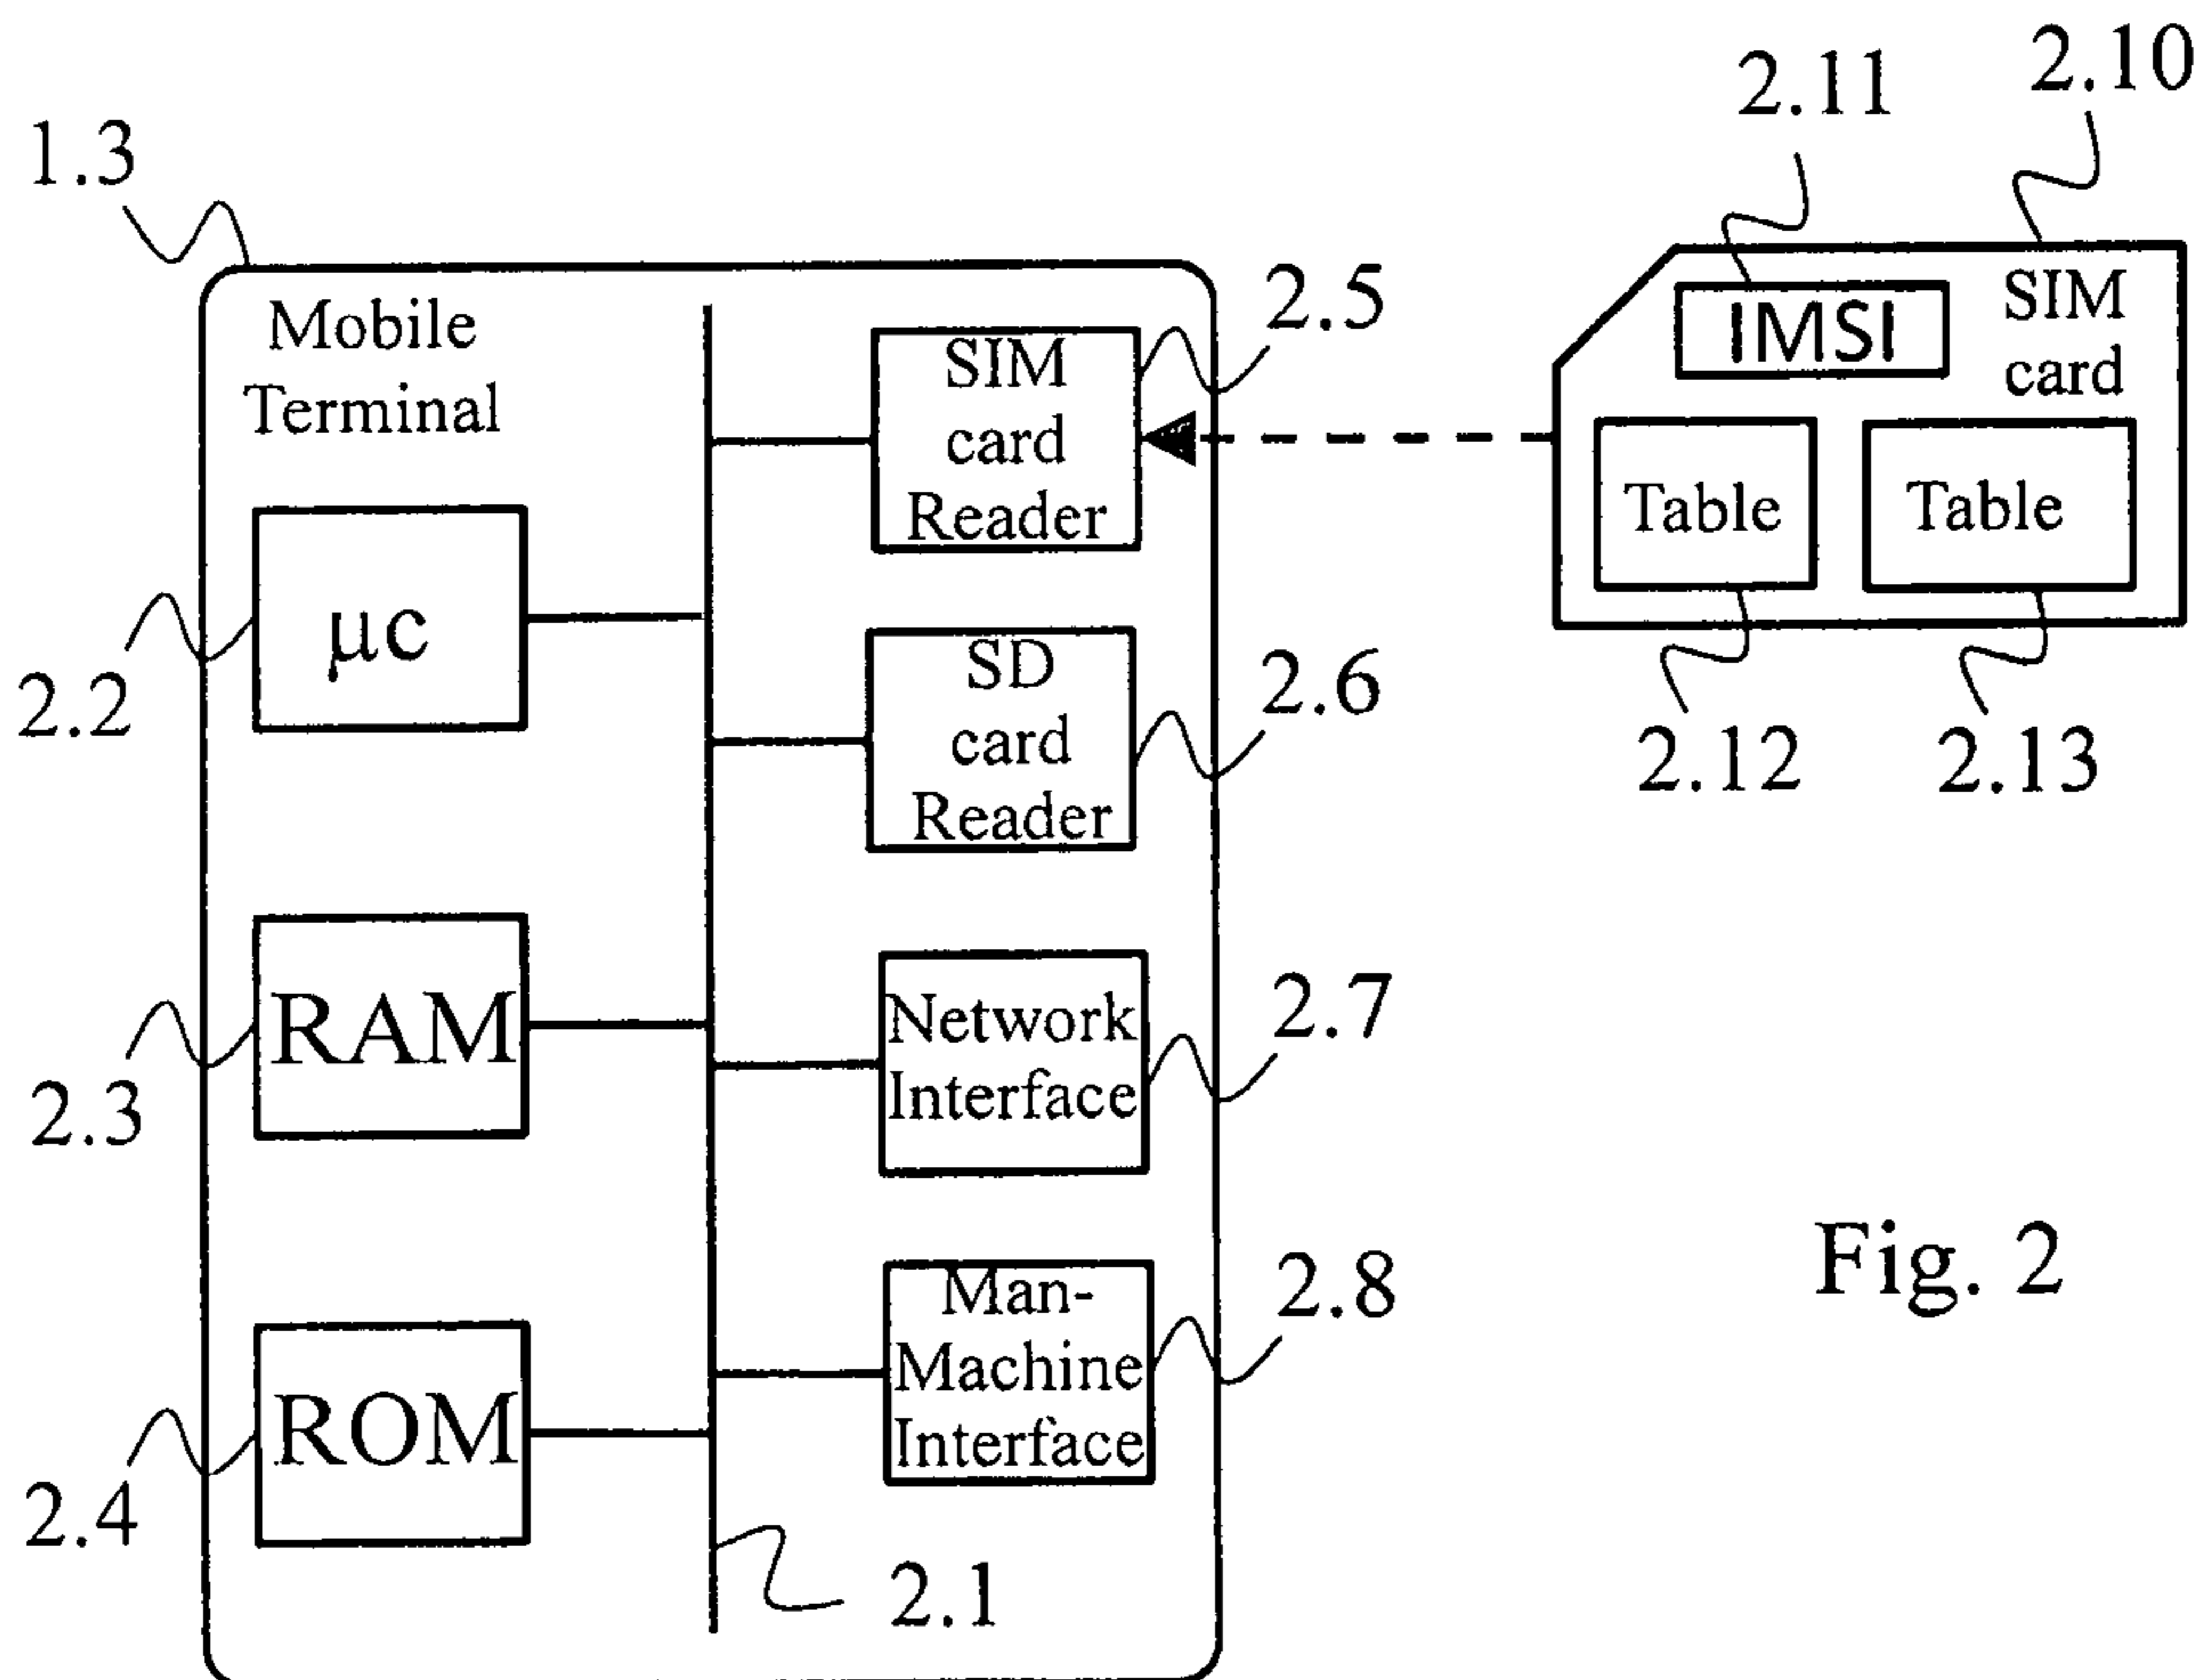 2.10
2.11
1.3
Mobile
Terminal
SIM
card
Reader
2.5
IMSI
SIM
card
Table
Table
2.12
2.13
µc
2.2
SD
card
Reader
2.6
RAM
2.3
Network
Interface
2.7
ROM
2.4
Man-
Machine
Interface
2.8
2.1
Fig. 2